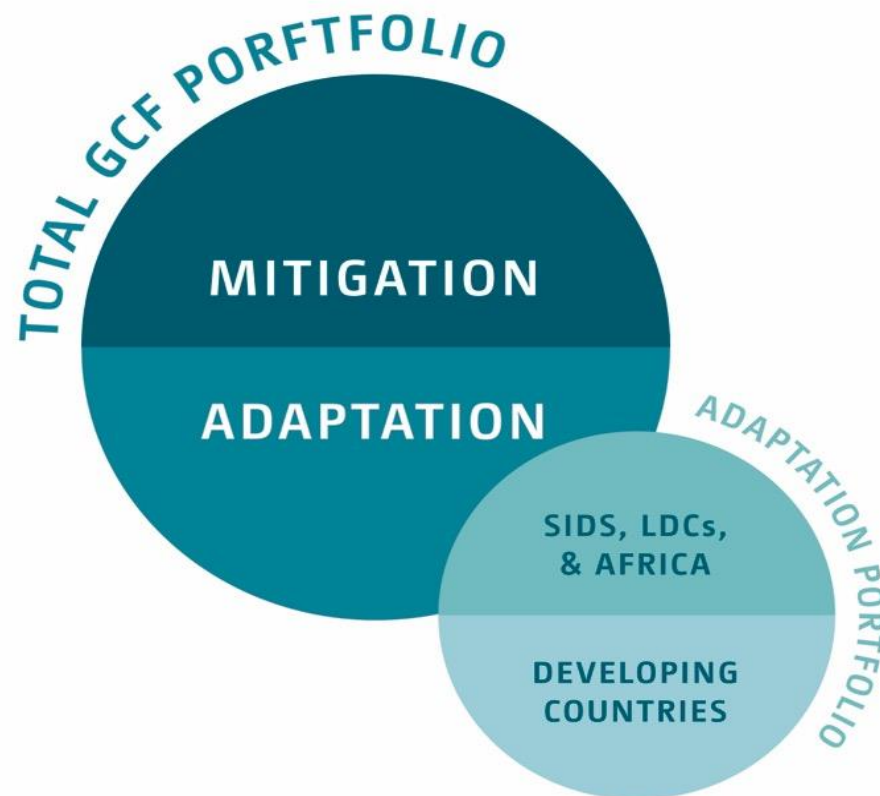 TOTAL GCF PORFTFOLIO
MITIGATION
ADAPTATION
ADAPTATION PORTFOLIO
SIDS, LDCs,
& AFRICA
DEVELOPING
COUNTRIES